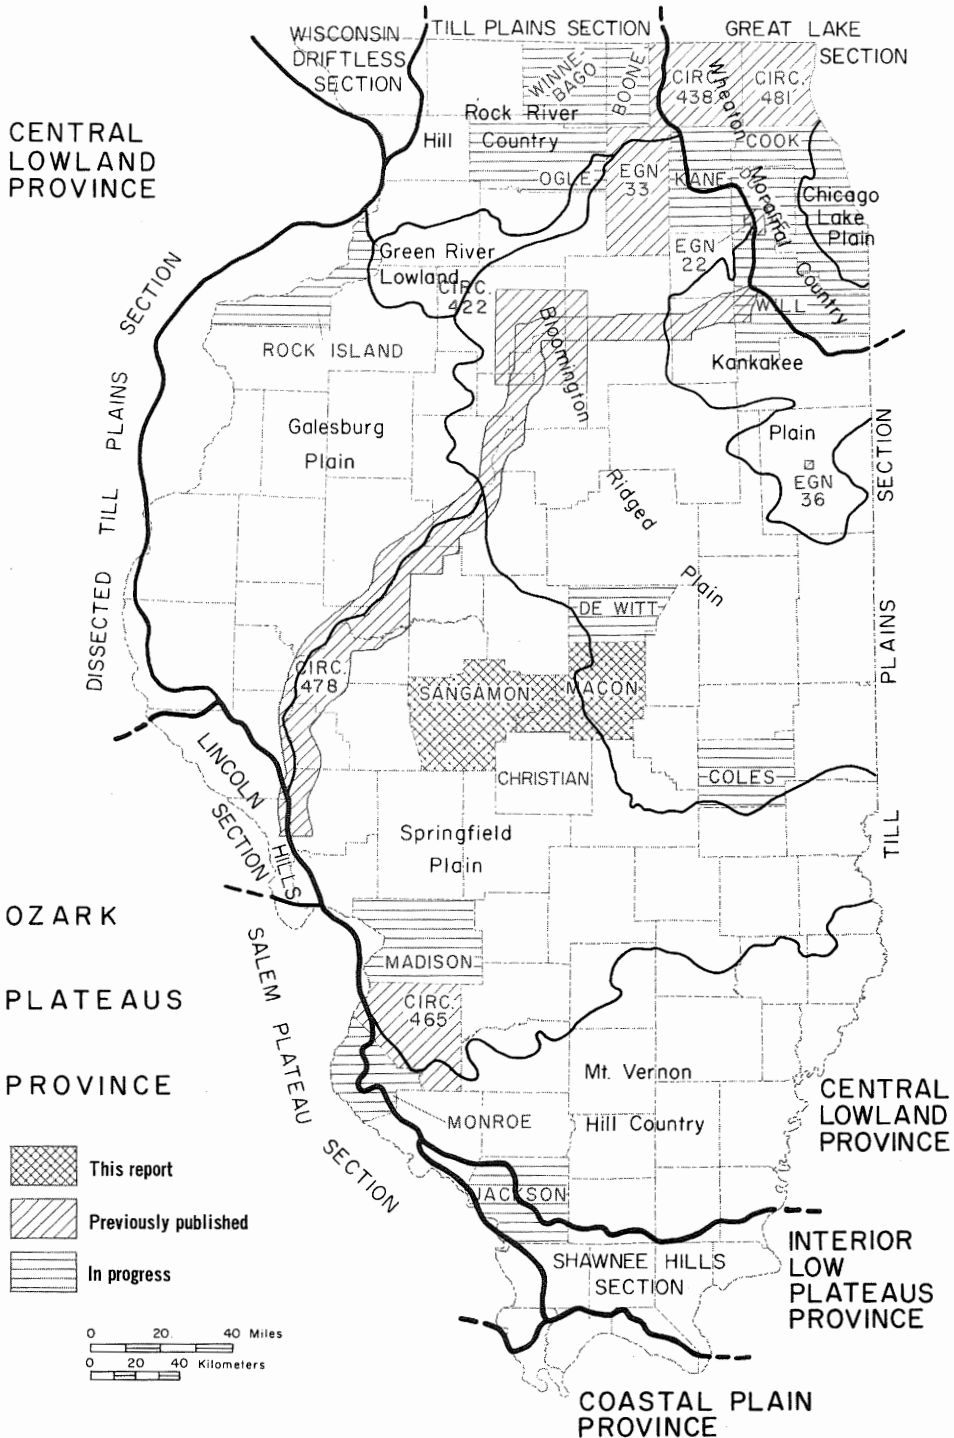 WISCONSIN
DRIFTLESS
SECTION
TILL PLAINS SECTION
GREAT LAKE
SECTION
CENTRAL
LOWLAND
PROVINCE
WINNE-
BAGO
BOONE
CIRC.
438
Wheaton
Morainal
Country
CIRC.
481
Rock River
Hill Country
OGLE
EGN
33
KANE
COOK
Chicago
Lake
Plain
EGN
22
WILL
Green River
Lowland
CIRC.
422
DISSECTED TILL PLAINS SECTION
ROCK ISLAND
Bloomington
Ridged
Plain
Kankakee
Plain
EGN
36
Galesburg
Plain
TILL PLAINS SECTION
DE WITT
CIRC.
478
SANGAMON
MACON
CHRISTIAN
COLES
LINCOLN HILLS
SECTION
Springfield
Plain
OZARK
PLATEAUS
PROVINCE
SALEM PLATEAU SECTION
MADISON
CIRC.
465
MONROE
Mt. Vernon
Hill Country
CENTRAL
LOWLAND
PROVINCE
JACKSON
SHAWNEE HILLS
SECTION
INTERIOR
LOW
PLATEAUS
PROVINCE
COASTAL PLAIN
PROVINCE
This report
Previously published
In progress
0 20 40 Miles
0 20 40 Kilometers